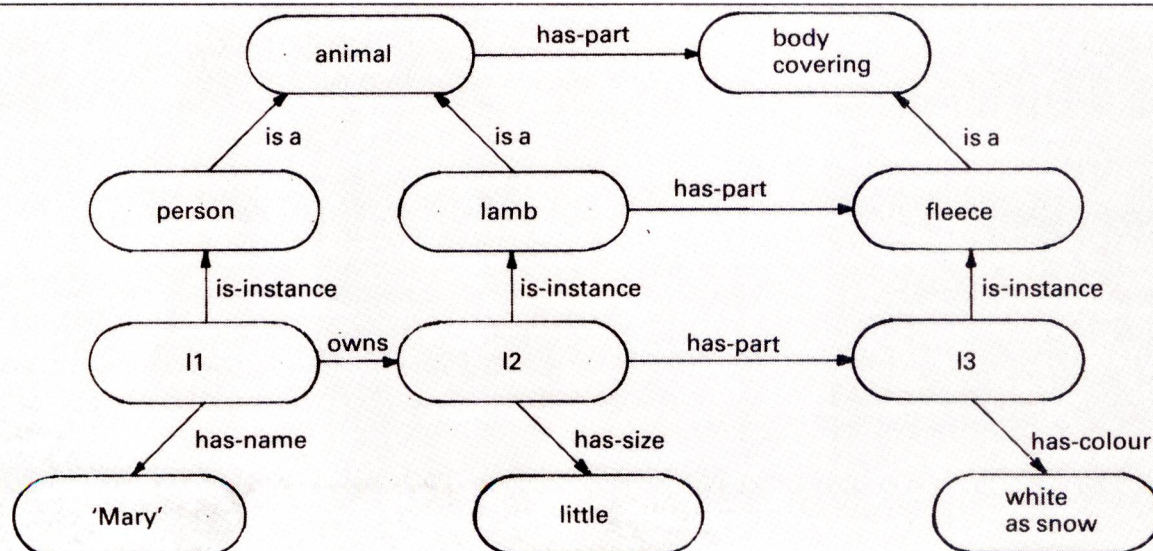 has-part
animal
body
covering
is a
is a
is a
has-part
person
lamb
fleece
is-instance
is-instance
is-instance
owns
has-part
I1
I2
I3
has-name
has-size
has-colour
'Mary'
little
white
as snow